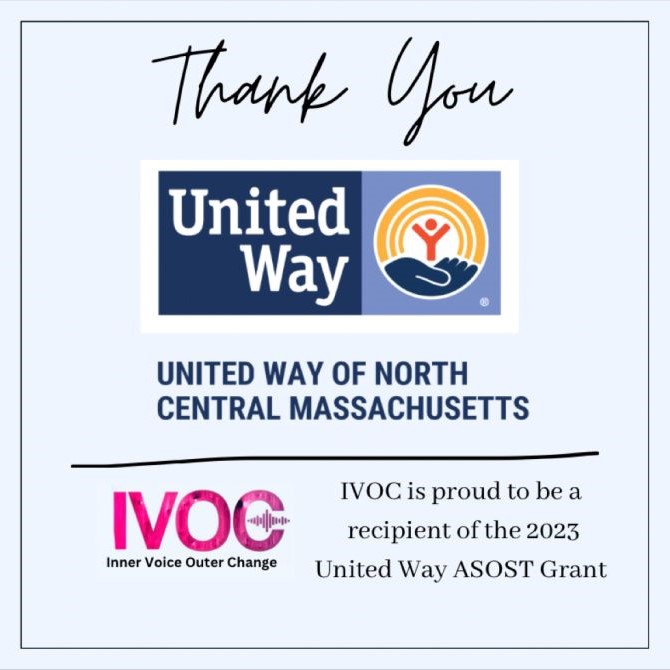 Thank You
United
Way
®
UNITED WAY OF NORTH
CENTRAL MASSACHUSETTS
IVOC
Inner Voice Outer Change
IVOC is proud to be a
recipient of the 2023
United Way ASOST Grant